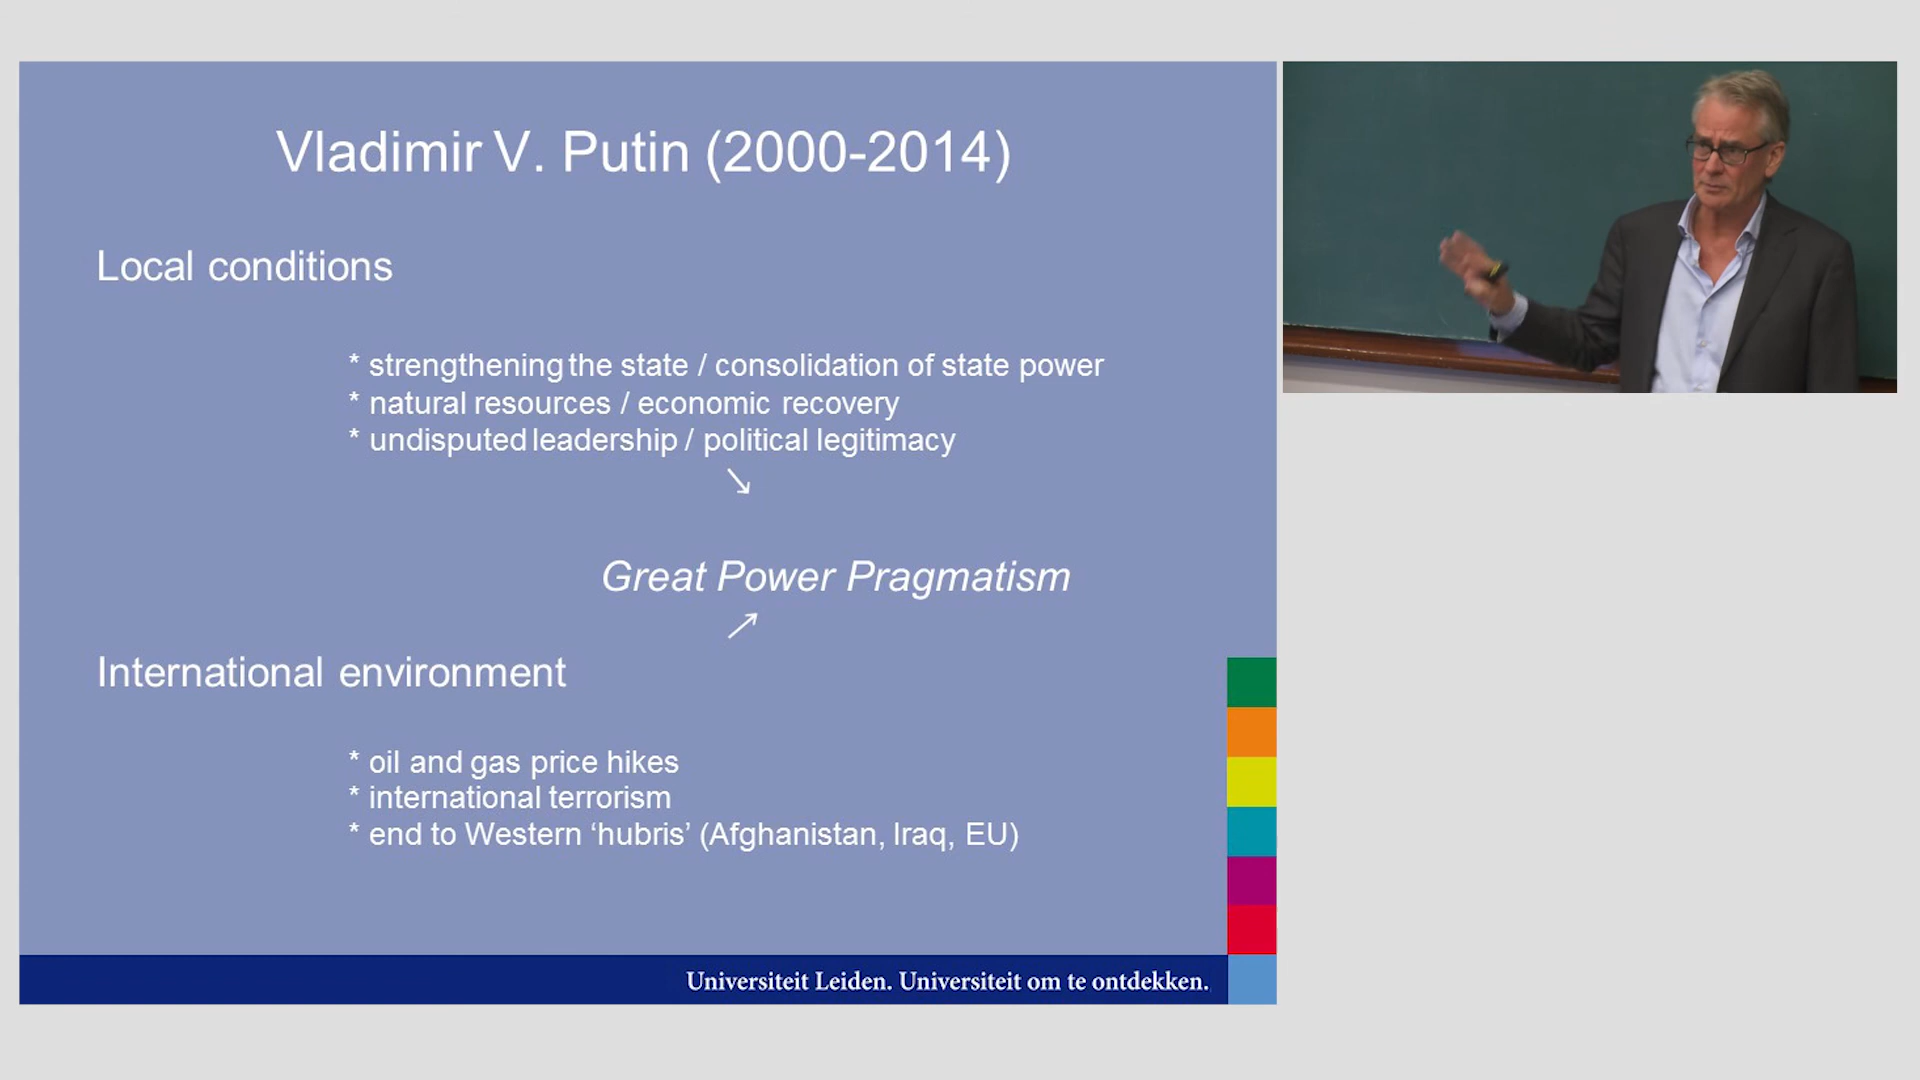 Vladimir V. Putin (2000-2014)
Local conditions
* strengthening the state / consolidation of state power
* natural resources / economic recovery
* undisputed leadership / political legitimacy
↘
Great Power Pragmatism
↗
International environment
* oil and gas price hikes
* international terrorism
* end to Western ‘hubris’ (Afghanistan, Iraq, EU)
Universiteit Leiden. Universiteit om te ontdekken.